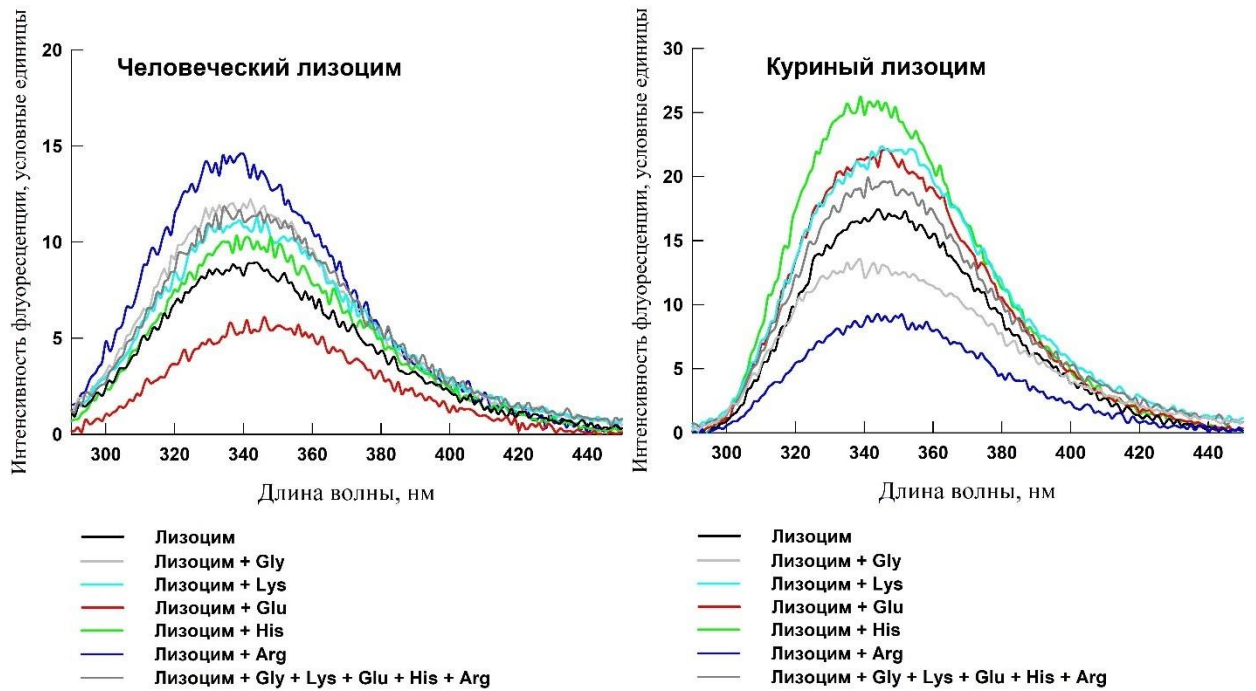 Интенсивность флуоресценции, условные единицы
Человеческий лизоцим
20
15
10
5
0
300 320 340 360 380 400 420 440
Длина волны, нм
Лизоцим
Лизоцим + Gly
Лизоцим + Lys
Лизоцим + Glu
Лизоцим + His
Лизоцим + Arg
Лизоцим + Gly + Lys + Glu + His + Arg
Интенсивность флуоресценции, условные единицы
Куриный лизоцим
30
25
20
15
10
5
0
300 320 340 360 380 400 420 440
Длина волны, нм
Лизоцим
Лизоцим + Gly
Лизоцим + Lys
Лизоцим + Glu
Лизоцим + His
Лизоцим + Arg
Лизоцим + Gly + Lys + Glu + His + Arg